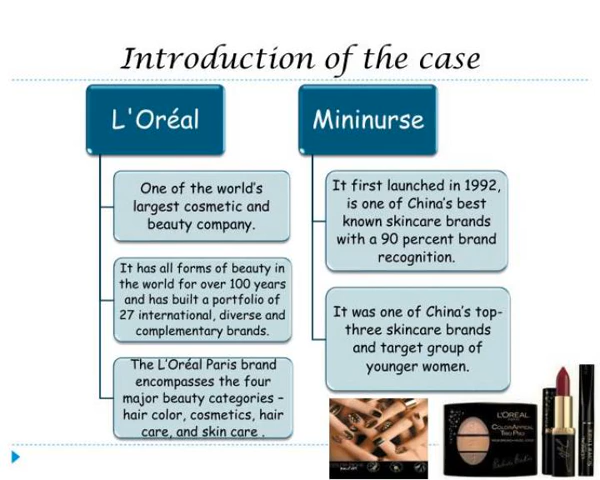 Introduction of the case
L'Oréal
One of the world's
largest cosmetic and
beauty company.
It has all forms of beauty in
the world for over 100 years
and has built a portfolio of
27 international, diverse and
complementary brands.
The L'Oréal Paris brand
encompasses the four
major beauty categories –
hair color, cosmetics, hair
care, and skin care .
Mininurse
It first launched in 1992,
is one of China's best
known skincare brands
with a 90 percent brand
recognition.
It was one of China's top-
three skincare brands
and target group of
younger women.
L'ORÉAL